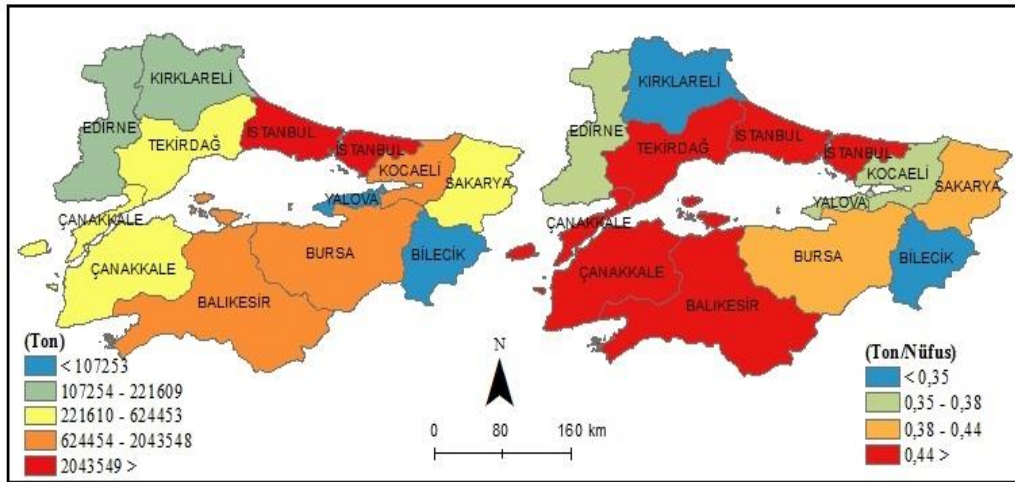 KIRKLARELİ
EDİRNE
TEKİRDAĞ
İSTANBUL
İSTANBUL
KOCAELİ
SAKARYA
YALOVA
ÇANAKKALE
ÇANAKKALE
BURSA
BİLECİK
BALIKESİR
(Ton)
< 107253
107254 - 221609
221610 - 624453
624454 - 2043548
2043549 >
N
0 80 160 km
KIRKLARELİ
EDİRNE
TEKİRDAĞ
İSTANBUL
İSTANBUL
KOCAELİ
SAKARYA
YALOVA
ÇANAKKALE
ÇANAKKALE
BURSA
BİLECİK
BALIKESİR
(Ton/Nüfus)
< 0,35
0,35 - 0,38
0,38 - 0,44
0,44 >